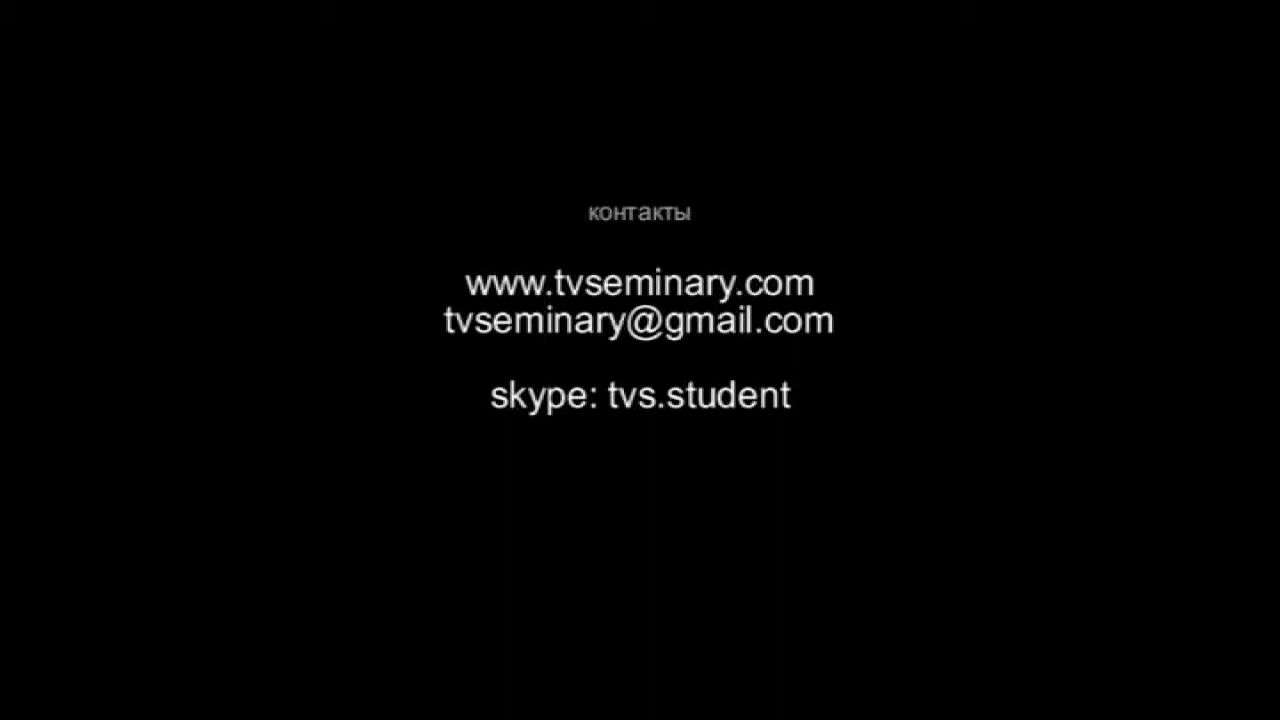 контакты
www.tvseminary.com
tvseminary@gmail.com
skype: tvs.student